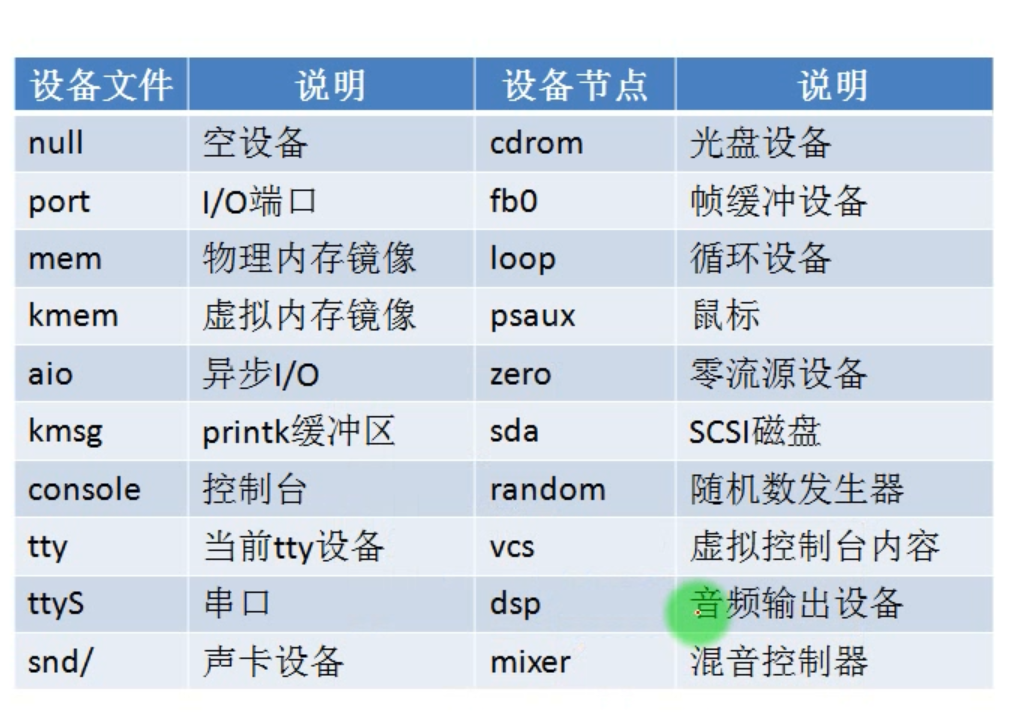 设备文件 说明 设备节点 说明
null 空设备 cdrom 光盘设备
port I/O端口 fb0 帧缓冲设备
mem 物理内存镜像 loop 循环设备
kmem 虚拟内存镜像 psaux 鼠标
aio 异步I/O zero 零流源设备
kmsg printk缓冲区 sda SCSI磁盘
console 控制台 random 随机数发生器
tty 当前tty设备 vcs 虚拟控制台内容
ttyS 串口 dsp 音频输出设备
snd/ 声卡设备 mixer 混音控制器